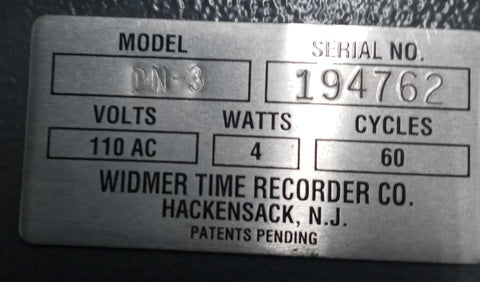 MODEL SERIAL NO.
194762
VOLTS WATTS CYCLES
110 AC 4 60
WIDMER TIME RECORDER CO.
HACKENSACK, N.J.
PATENTS PENDING